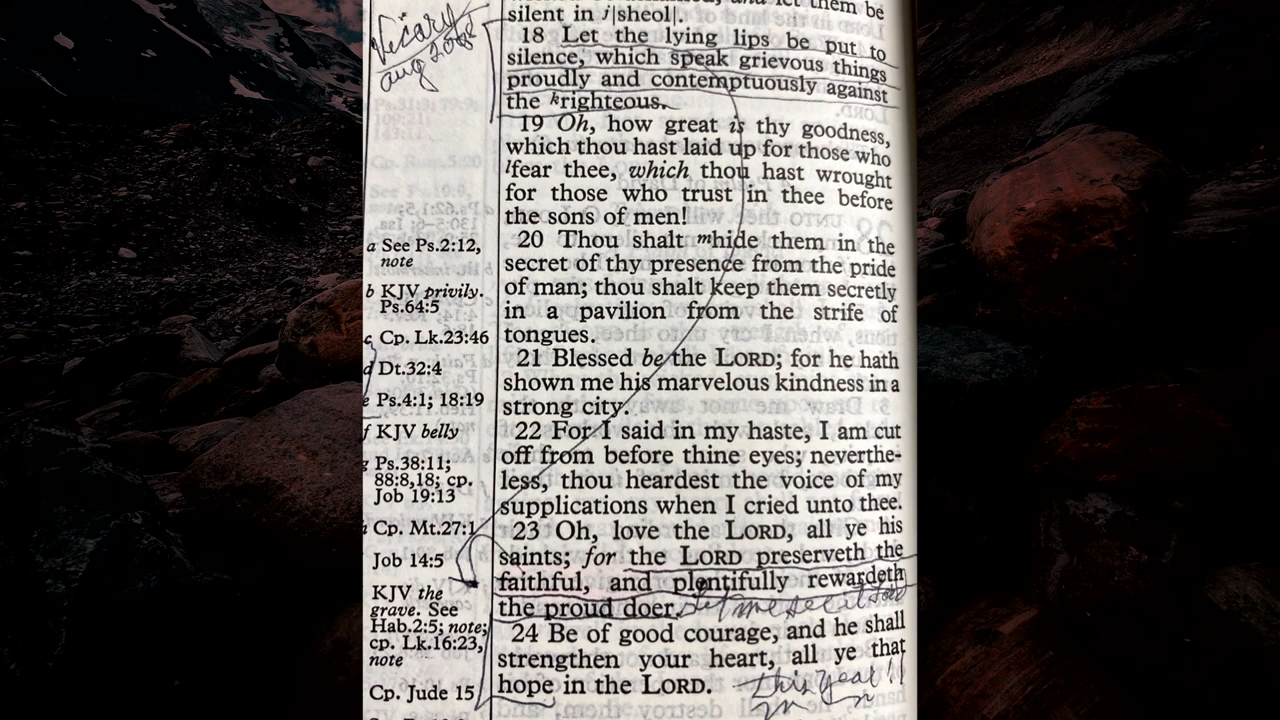 Vicary
aug 2, 08
silent in j|sheol|.
18 Let the lying lips be put to
silence, which speak grievous things
proudly and contemptuously against
the krighteous.
19 Oh, how great is thy goodness,
which thou hast laid up for those who
lfear thee, which thou hast wrought
for those who trust in thee before
the sons of men!
20 Thou shalt mhide them in the
secret of thy presence from the pride
of man; thou shalt keep them secretly
in a pavilion from the strife of
tongues.
21 Blessed be the LORD; for he hath
shown me his marvelous kindness in a
strong city.
22 For I said in my haste, I am cut
off from before thine eyes; neverthe-
less, thou heardest the voice of my
supplications when I cried unto thee.
23 Oh, love the LORD, all ye his
saints; for the LORD preserveth the
faithful, and plentifully rewardeth
the proud doer. Let me see it
24 Be of good courage, and he shall
strengthen your heart, all ye that
hope in the LORD. this year!!
a See Ps.2:12,
note
b KJV privily.
Ps.64:5
c Cp. Lk.23:46
d Dt.32:4
e Ps.4:1; 18:19
f KJV belly
Ps.38:11;
88:8,18; cp.
Job 19:13
Cp. Mt.27:1
Job 14:5
KJV the
grave. See
Hab.2:5; note;
cp. Lk.16:23,
note
Cp. Jude 15